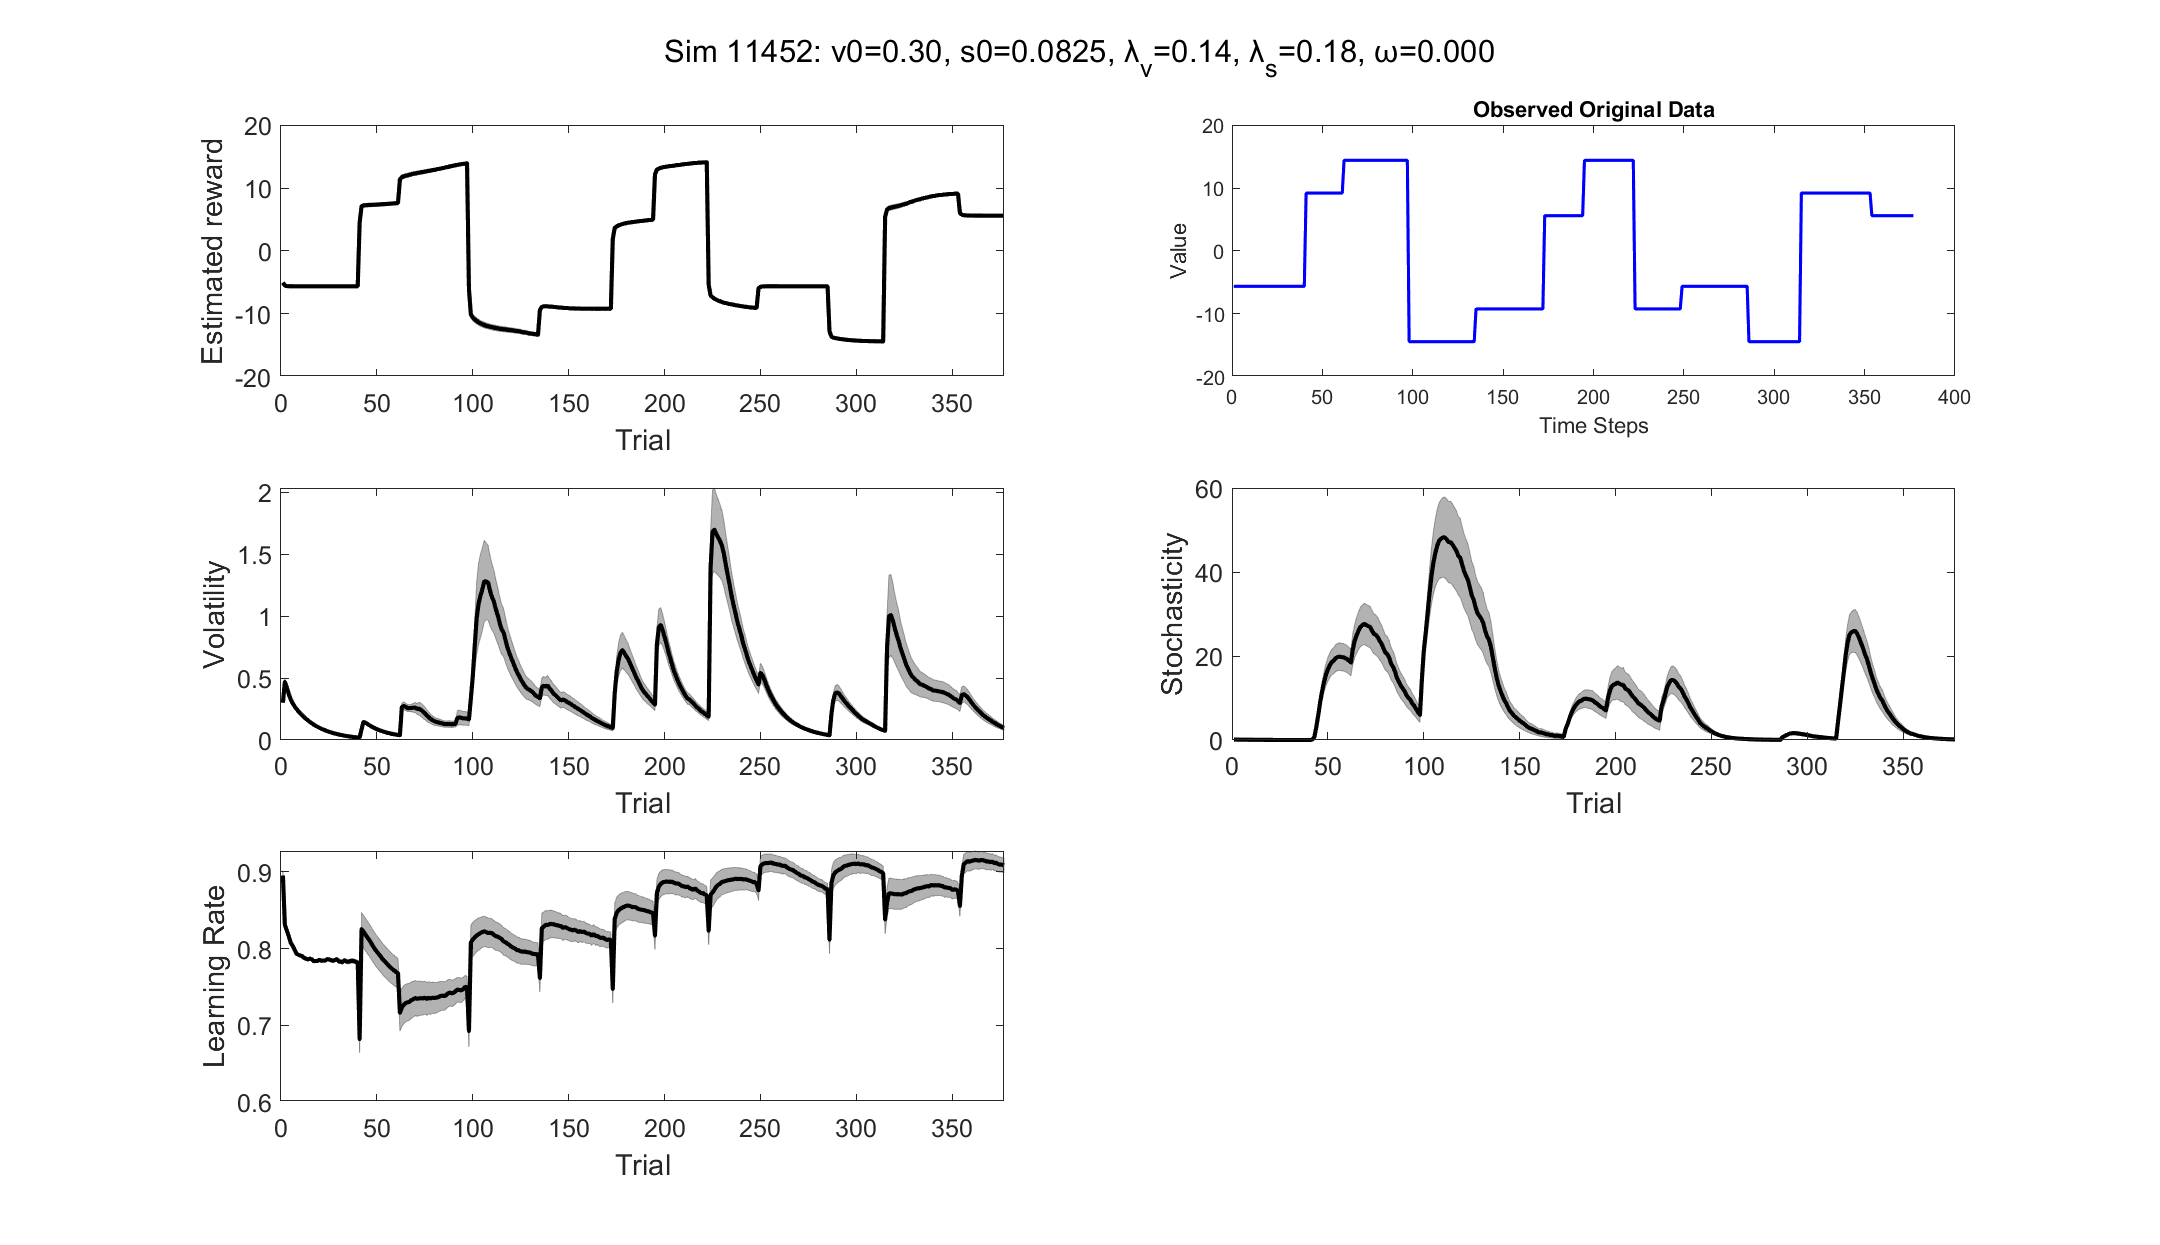 Sim 11452: v0=0.30, s0=0.0825, λv=0.14, λs=0.18, ω=0.000
Estimated reward
20
10
0
-10
-20
0 50 100 150 200 250 300 350
Trial
Observed Original Data
Value
20
10
0
-10
-20
0 50 100 150 200 250 300 350 400
Time Steps
Volatility
2
1.5
1
0.5
0
0 50 100 150 200 250 300 350
Trial
Stochasticity
60
40
20
0
0 50 100 150 200 250 300 350
Trial
Learning Rate
0.9
0.8
0.7
0.6
0 50 100 150 200 250 300 350
Trial